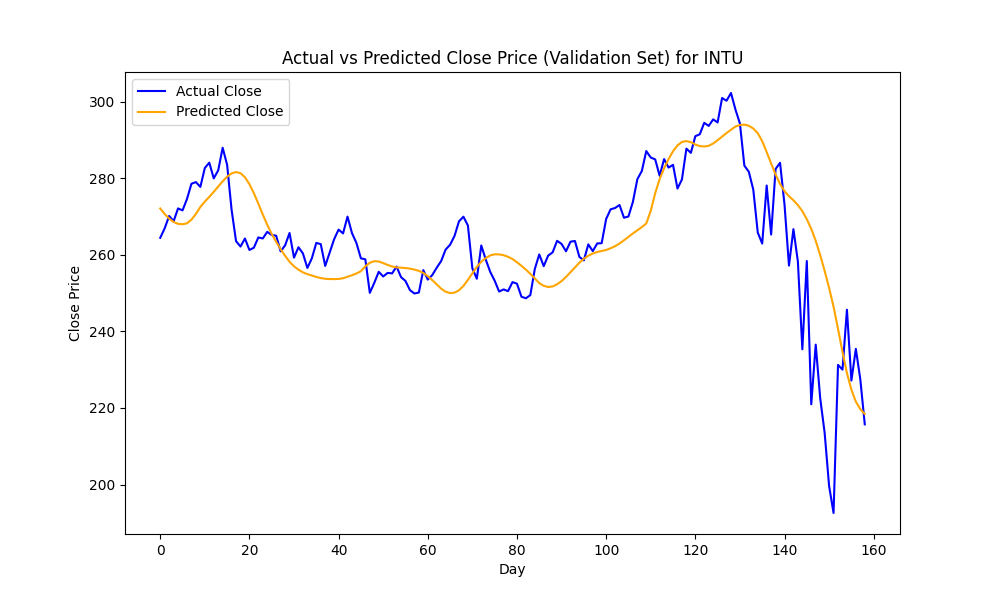 Actual vs Predicted Close Price (Validation Set) for INTU
Actual Close
Predicted Close
Close Price
300
280
260
240
220
200
0 20 40 60 80 100 120 140 160
Day